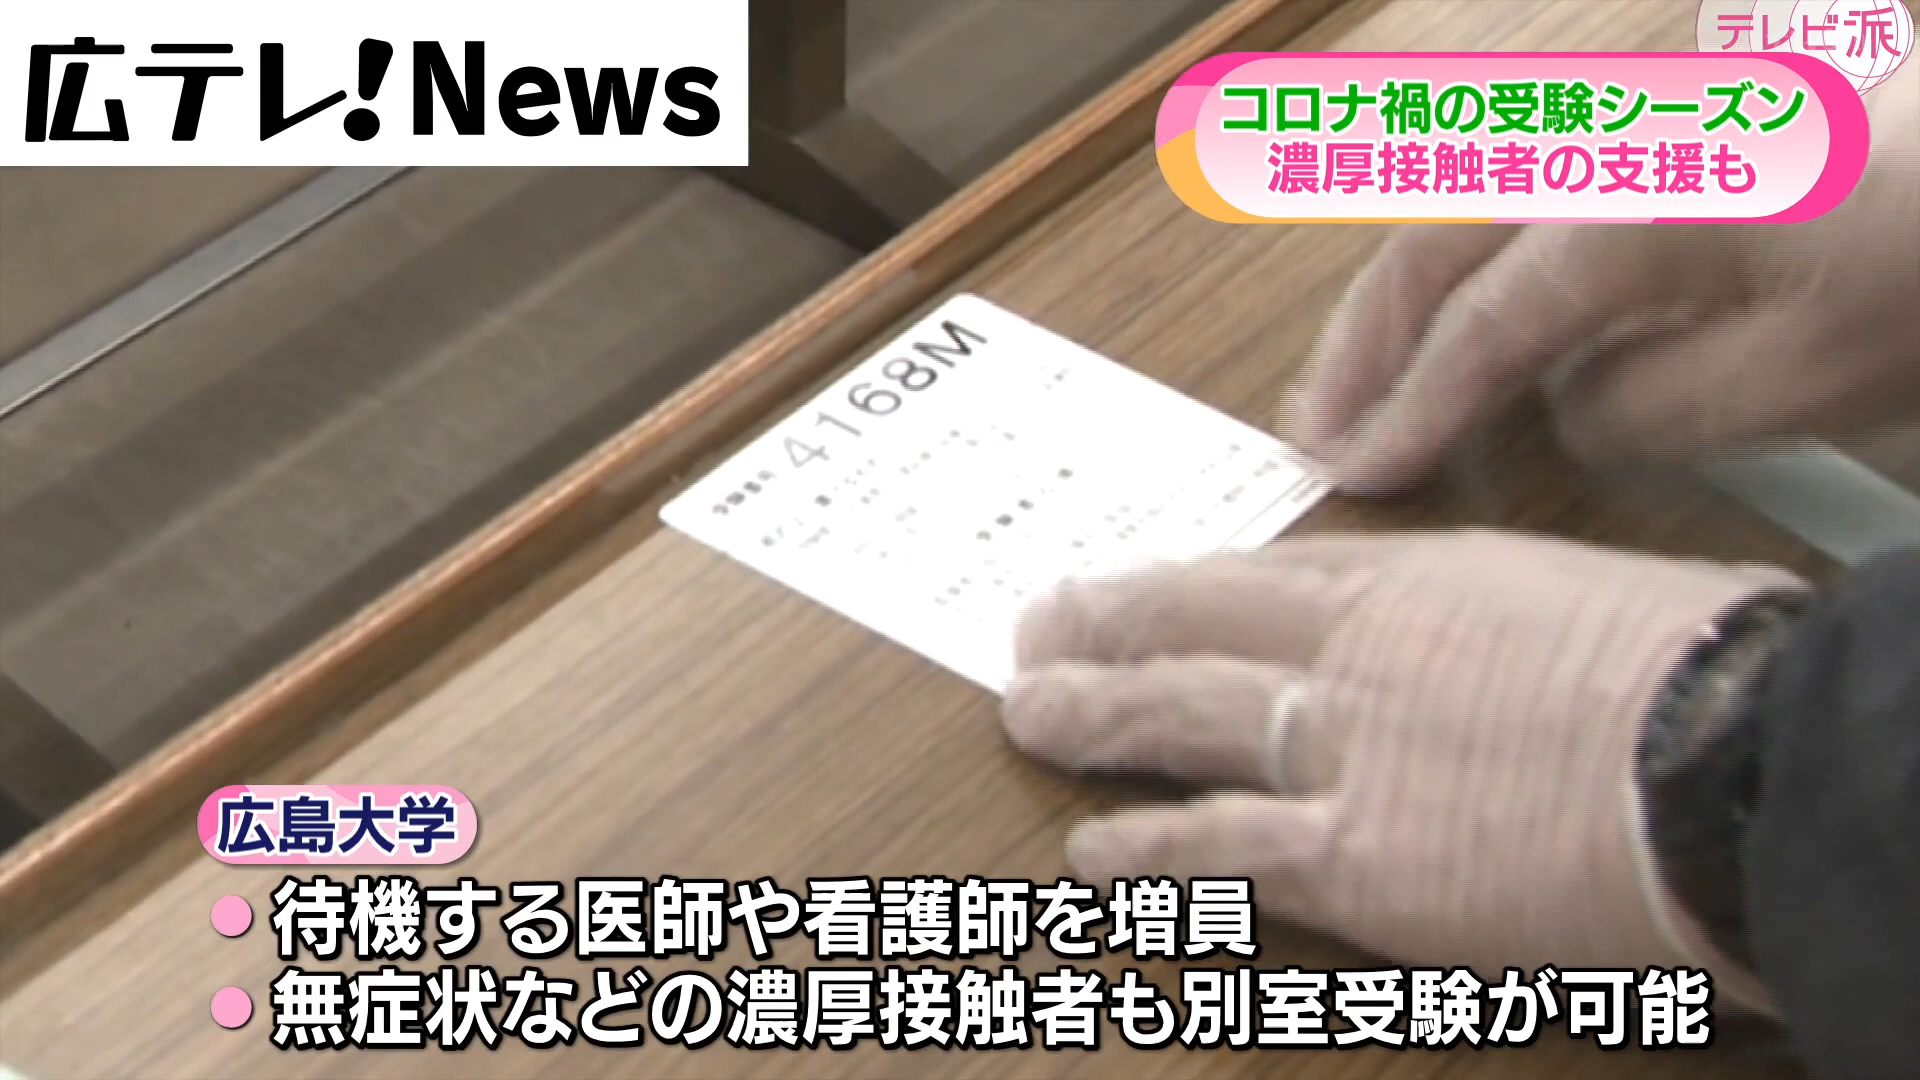 広テレ!News
テレビ派
コロナ禍の受験シーズン
濃厚接触者の支援も
4168M
広島大学
待機する医師や看護師を増員
無症状などの濃厚接触者も別室受験が可能